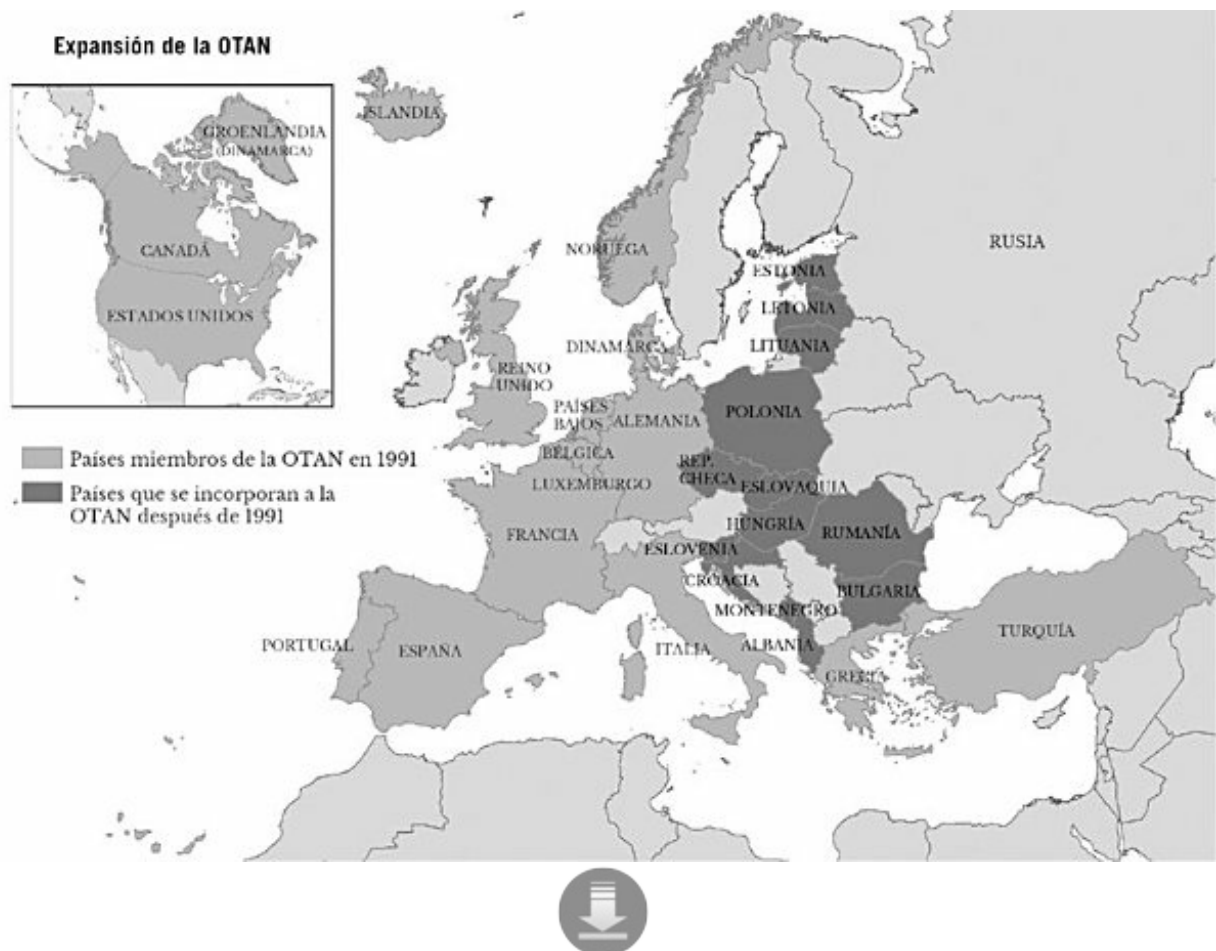 Expansión de la OTAN
GROENLANDIA
(DINAMARCA)
CANADÁ
ESTADOS UNIDOS
Países miembros de la OTAN en 1991
Países que se incorporan a la
OTAN después de 1991
ISLANDIA
NORUEGA
RUSIA
ESTONIA
LETONIA
LITUANIA
DINAMARCA
REINO
UNIDO
PAÍSES
BAJOS
ALEMANIA
POLONIA
BÉLGICA
REP.
CHECA
LUXEMBURGO
ESLOVAQUIA
FRANCIA
HUNGRÍA
RUMANÍA
ESLOVENIA
CROACIA
BULGARIA
MONTENEGRO
PORTUGAL
ESPAÑA
ITALIA
ALBANIA
TURQUÍA
GRECIA